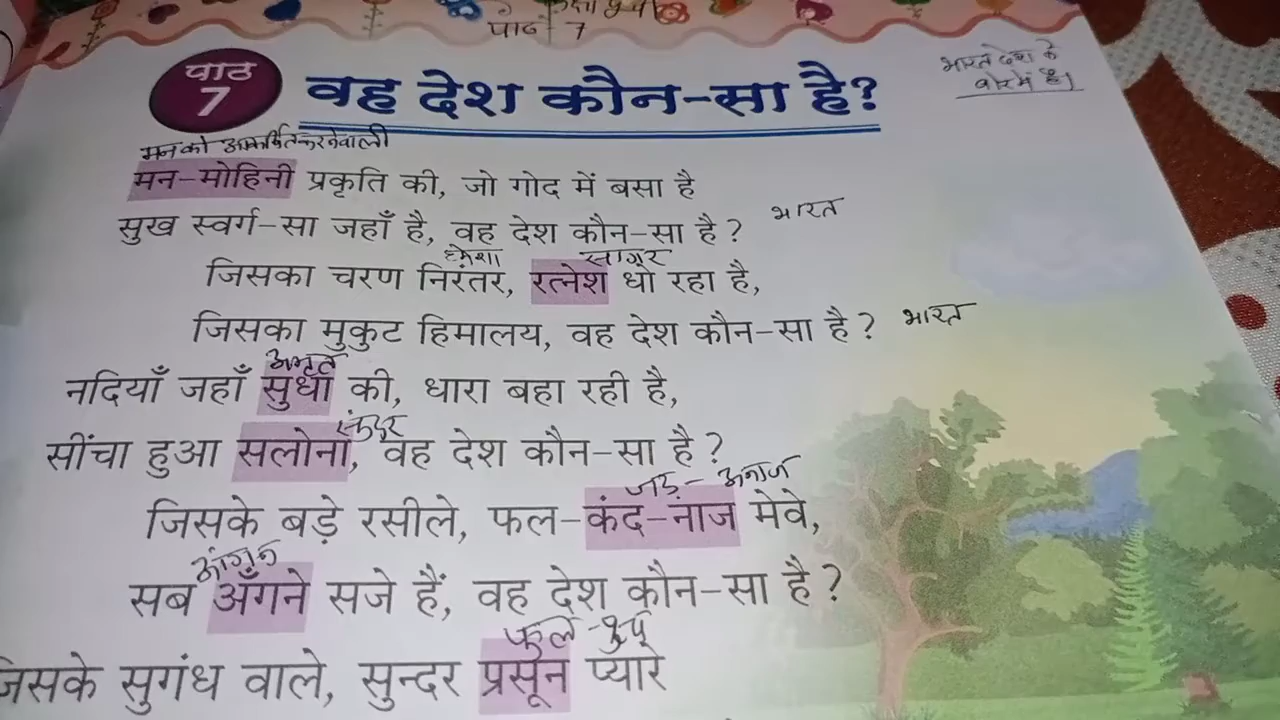 पाठ 7
पाठ 7
वह देश कौन-सा है?
भारत देश के
बारे में है।
मन को आकर्षित करने वाली
मन-मोहिनी प्रकृति की, जो गोद में बसा है
सुख स्वर्ग-सा जहाँ है, वह देश कौन-सा है? भारत
हमेशा सागर
जिसका चरण निरंतर, रत्नेश धो रहा है,
जिसका मुकुट हिमालय, वह देश कौन-सा है? भारत
अमृत
नदियाँ जहाँ सुधा की, धारा बहा रही है,
सुंदर
सींचा हुआ सलोना, वह देश कौन-सा है?
जड़ - अनाज
जिसके बड़े रसीले, फल-कंद-नाज मेवे,
आंगन
सब अँगने सजे हैं, वह देश कौन-सा है?
फुल - पुष्प
जिसके सुगंध वाले, सुन्दर प्रसून प्यारे